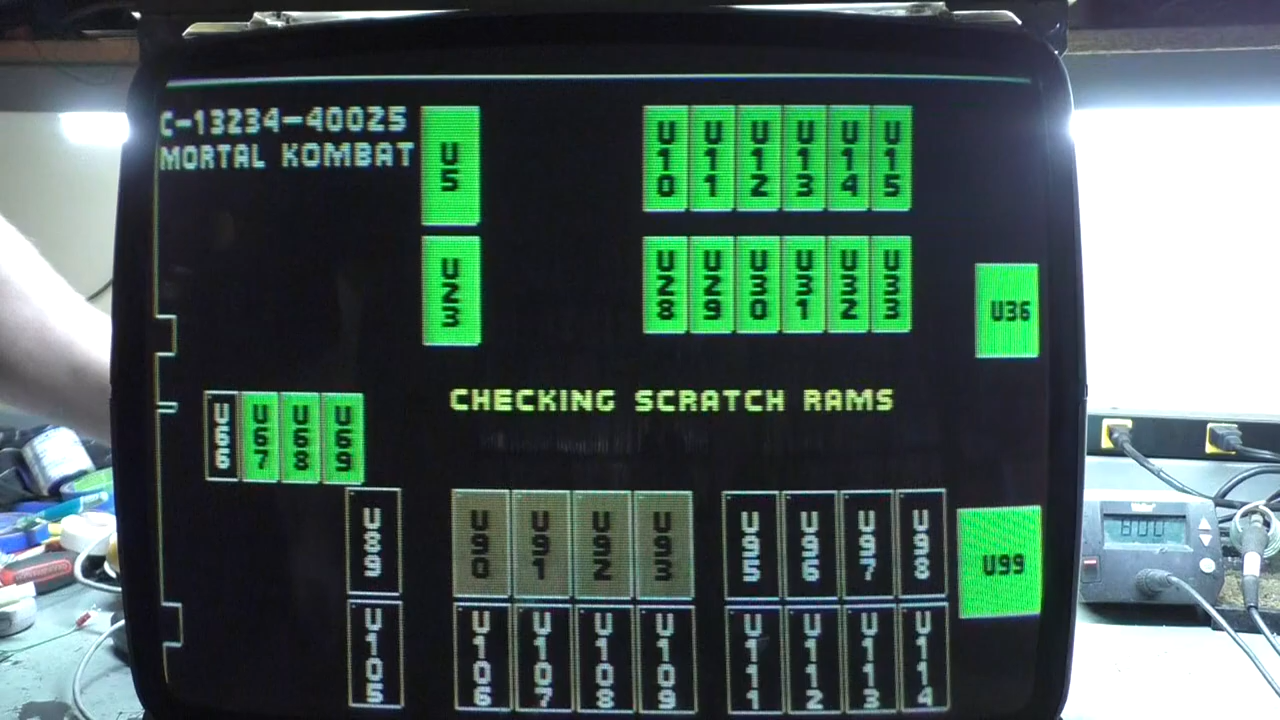 C-13234-40025
MORTAL KOMBAT
U5
U10 U11 U12 U13 U14 U15
U23
U28 U29 U30 U31 U32 U33
U36
CHECKING SCRATCH RAMS
U66 U67 U68 U69
U89 U90 U91 U92 U93 U95 U96 U97 U98
U99
U105 U106 U107 U108 U109 U111 U112 U113 U114
800